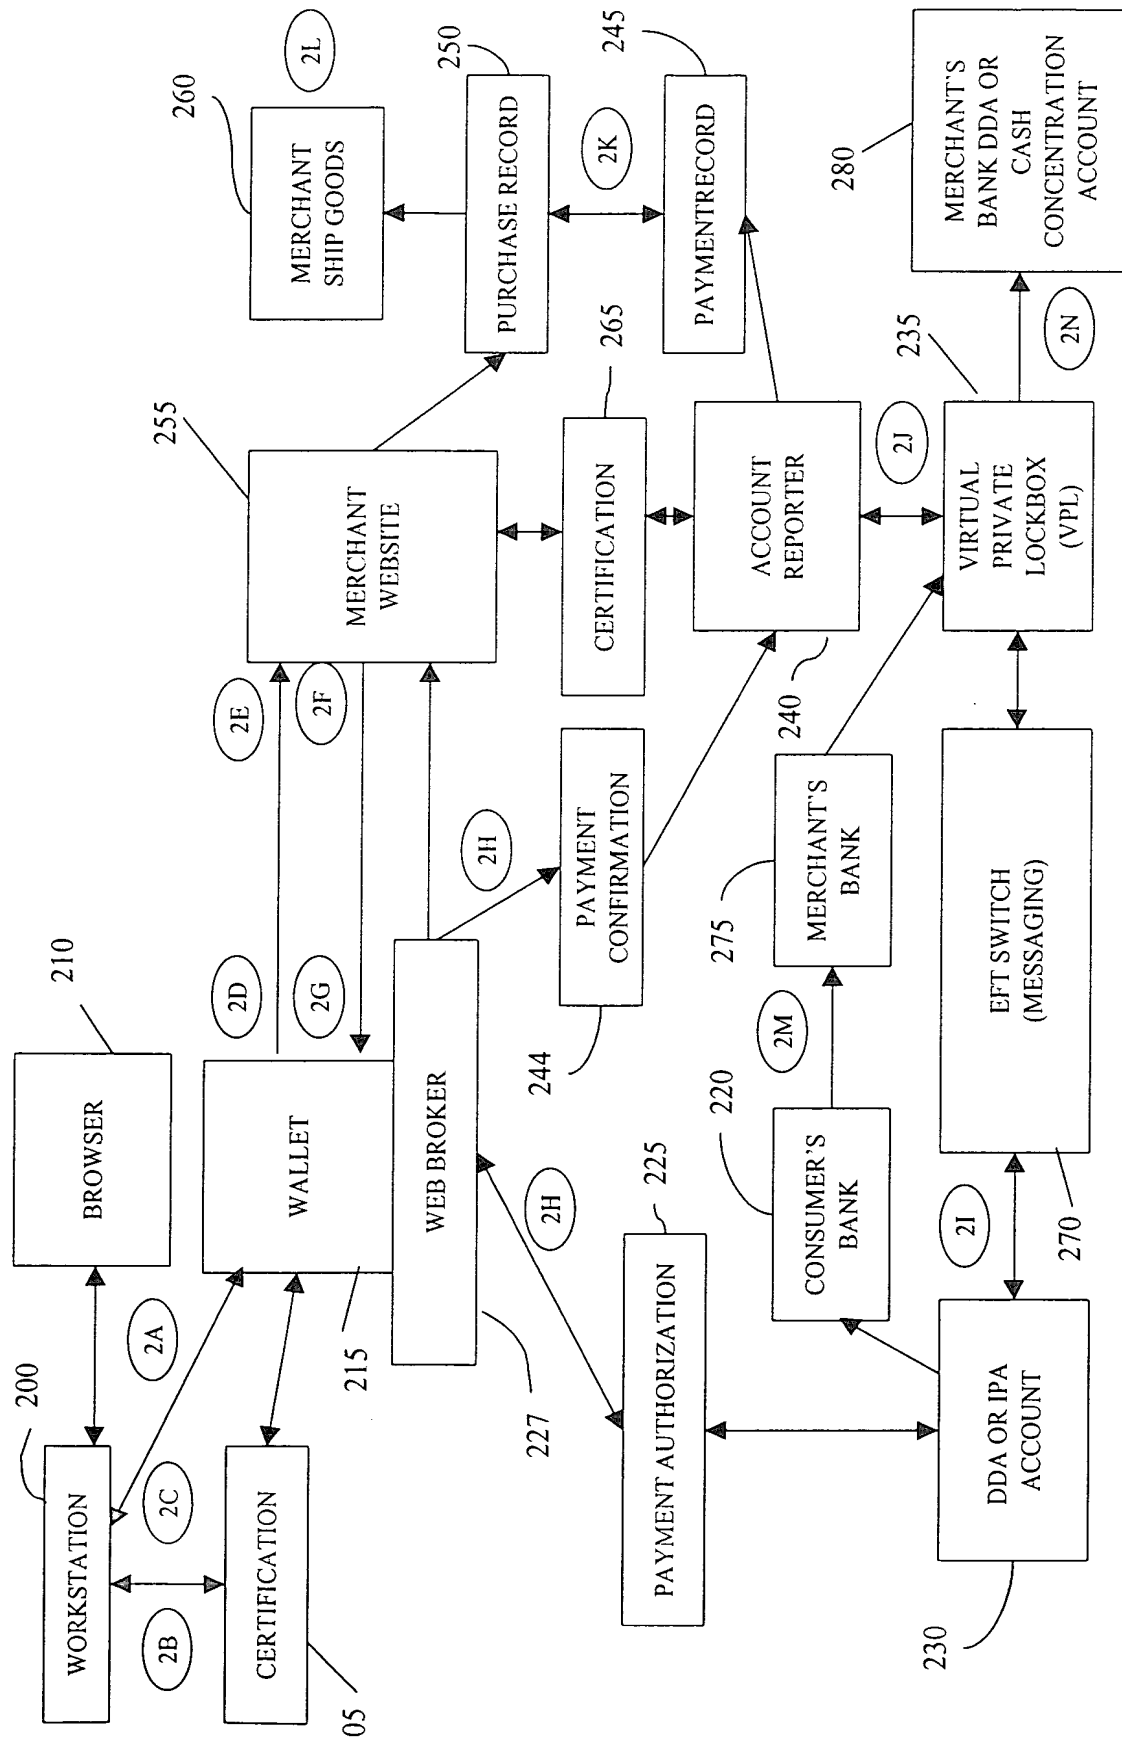 200
WORKSTATION
2A
2C
2B
CERTIFICATION
05
BROWSER
210
WALLET
215
WEB BROKER
227
2D
2E
2G
2F
2H
2H
MERCHANT
WEBSITE
255
MERCHANT
SHIP GOODS
260
2L
PURCHASE RECORD
250
2K
PAYMENTRECORD
245
CERTIFICATION
265
PAYMENT
CONFIRMATION
244
ACCOUNT
REPORTER
240
2J
PAYMENT AUTHORIZATION
225
CONSUMER'S
BANK
220
2M
MERCHANT'S
BANK
275
DDA OR IPA
ACCOUNT
230
2I
EFT SWITCH
(MESSAGING)
270
VIRTUAL
PRIVATE
LOCKBOX
(VPL)
235
2N
MERCHANT'S
BANK DDA OR
CASH
CONCENTRATION
ACCOUNT
280